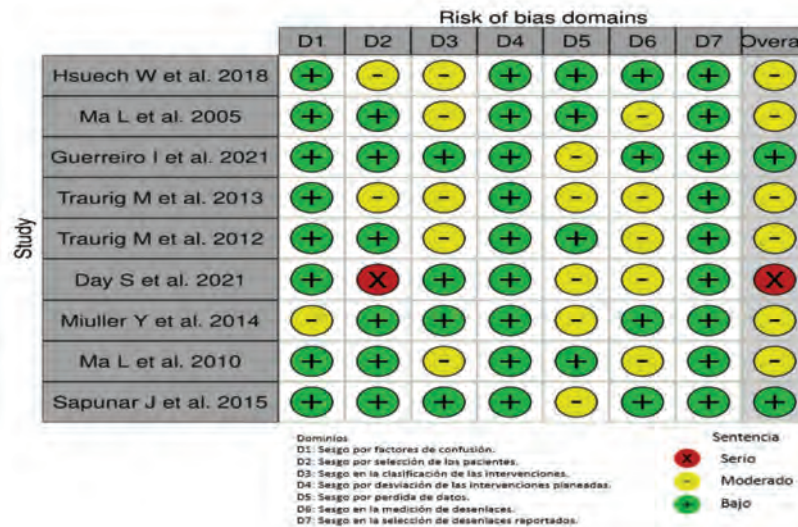 Risk of bias domains
D1 D2 D3 D4 D5 D6 D7 Overa
Study
Hsuech W et al. 2018 + - - + + + + -
Ma L et al. 2005 + + - + + - + -
Guerreiro I et al. 2021 + + + + - + + +
Traurig M et al. 2013 + - - + - - + -
Traurig M et al. 2012 + + - + + - + -
Day S et al. 2021 + X + + - - + X
Miuller Y et al. 2014 - + + + - + + -
Ma L et al. 2010 + + - + + - + -
Sapunar J et al. 2015 + + + + - + + +
Dominios
D1: Sesgo por factores de confusión.
D2: Sesgo por selección de los pacientes.
D3: Sesgo en la clasificación de las intervenciones.
D4: Sesgo por desviación de las intervenciones planeadas.
D5: Sesgo por perdida de datos.
D6: Sesgo en la medición de desenlaces.
D7: Sesgo en la selección de desenlaces reportados.
Sentencia
X Serio
- Moderado
+ Bajo